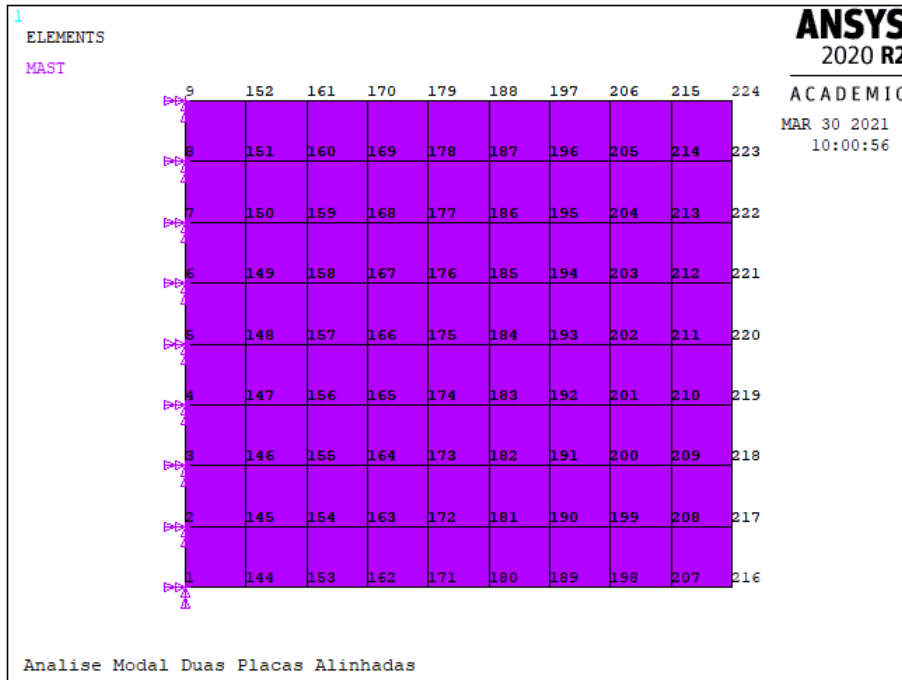 1
ELEMENTS
MAST
ANSYS
2020 R2
ACADEMIC
MAR 30 2021
10:00:56
9 152 161 170 179 188 197 206 215 224
8 151 160 169 178 187 196 205 214 223
7 150 159 168 177 186 195 204 213 222
6 149 158 167 176 185 194 203 212 221
5 148 157 166 175 184 193 202 211 220
4 147 156 165 174 183 192 201 210 219
3 146 155 164 173 182 191 200 209 218
2 145 154 163 172 181 190 199 208 217
1 144 153 162 171 180 189 198 207 216
Analise Modal Duas Placas Alinhadas